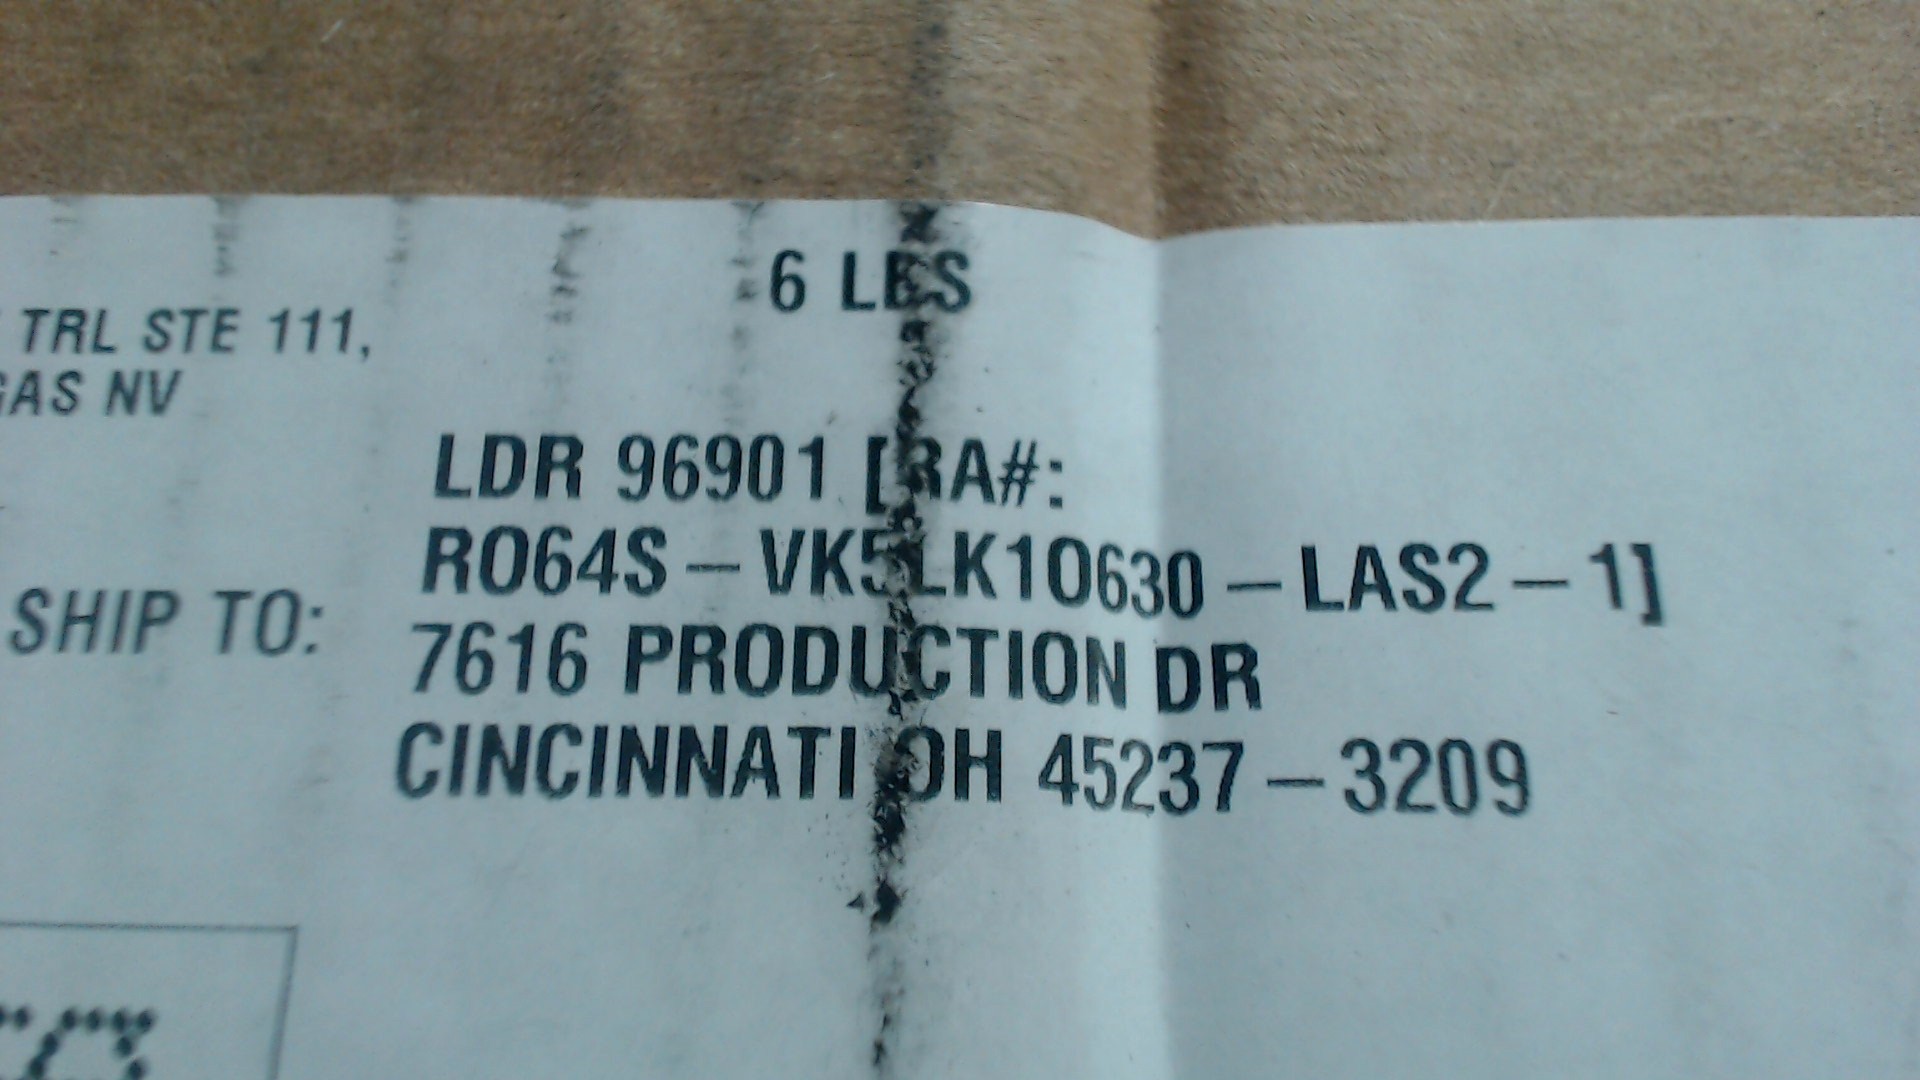 6 LBS
TRL STE 111,
GAS NV
LDR 96901 [RA#:
RO64S-VK5LK10630-LAS2-1]
SHIP TO:
7616 PRODUCTION DR
CINCINNATI OH 45237-3209